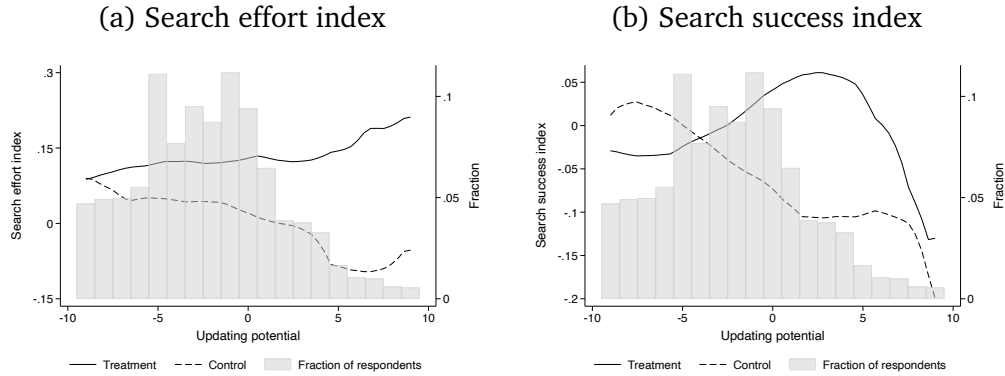 (a) Search effort index
.3
.15
0
-.15
Search effort index
.1
.05
0
Fraction
-10
-5
0
5
10
Updating potential
Treatment
Control
Fraction of respondents
(b) Search success index
.05
0
-.05
-.1
-.15
-.2
Search success index
.1
.05
0
Fraction
-10
-5
0
5
10
Updating potential
Treatment
Control
Fraction of respondents